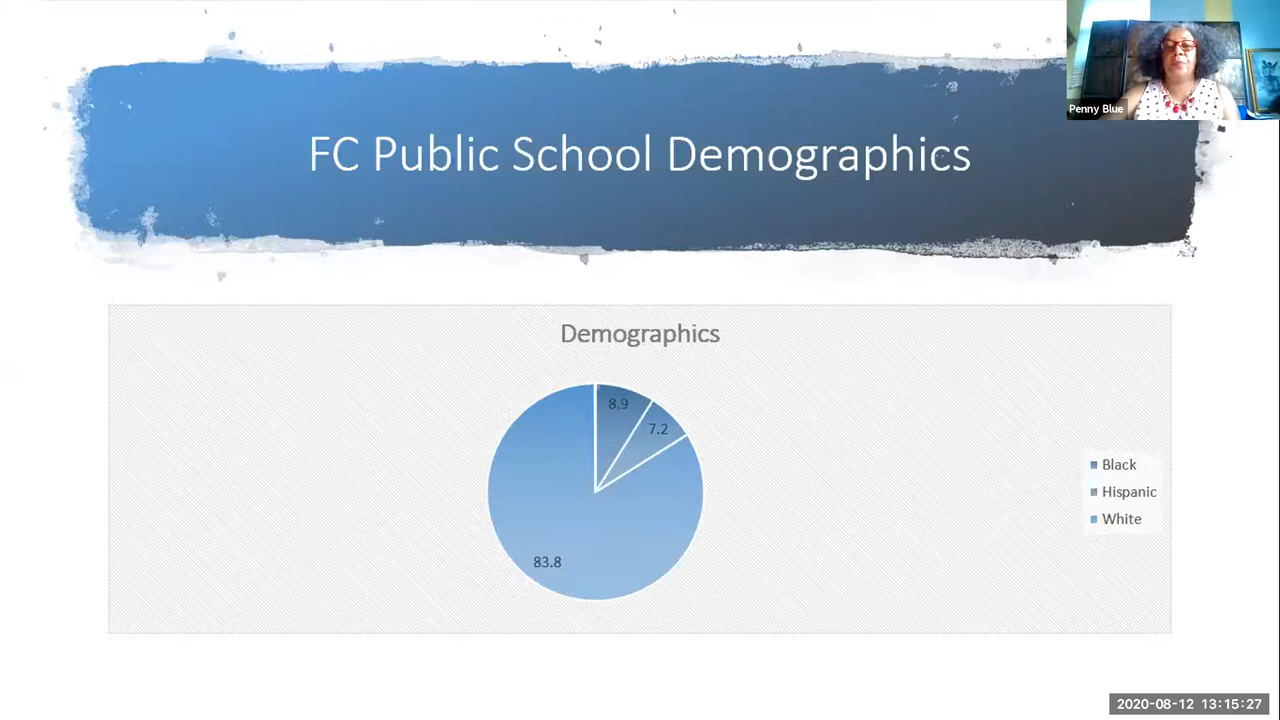 Penny Blue
FC Public School Demographics
Demographics
8.9
7.2
83.8
Black
Hispanic
White
2020-08-12 13:15:27